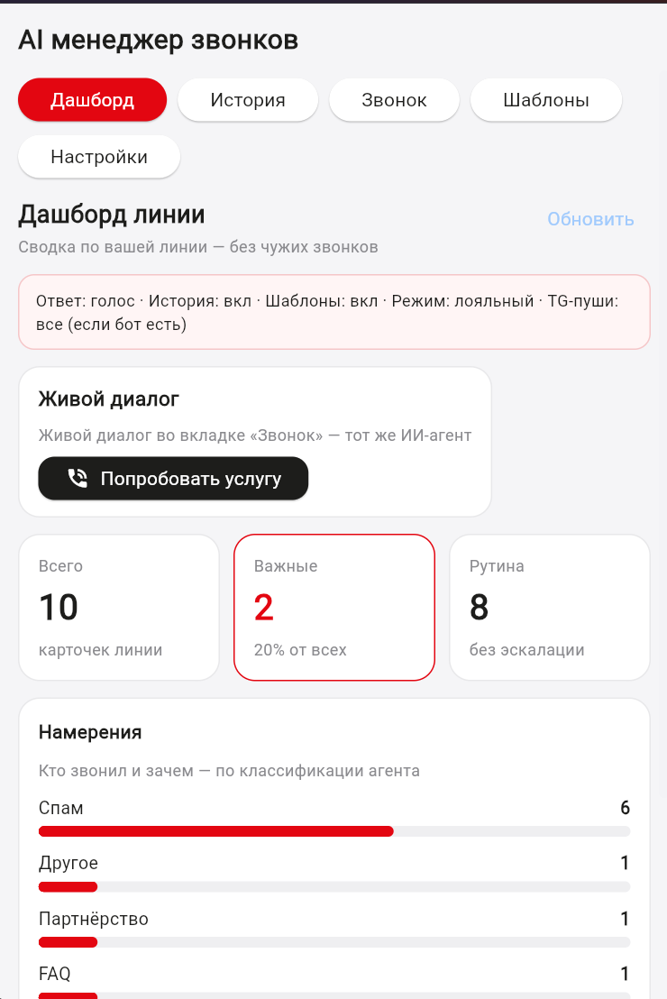 AI менеджер звонков
Дашборд
История
Звонок
Шаблоны
Настройки
Дашборд линии
Обновить
Сводка по вашей линии — без чужих звонков
Ответ: голос · История: вкл · Шаблоны: вкл · Режим: лояльный · TG-пуши:
все (если бот есть)
Живой диалог
Живой диалог во вкладке «Звонок» — тот же ИИ-агент
Попробовать услугу
Всего
10
карточек линии
Важные
2
20% от всех
Рутина
8
без эскалации
Намерения
Кто звонил и зачем — по классификации агента
Спам 6
Другое 1
Партнёрство 1
FAQ 1